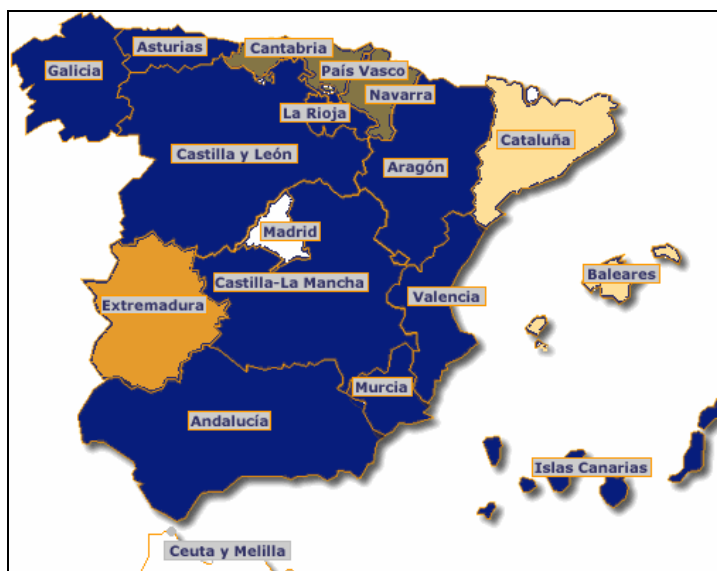 Asturias
Cantabria
Galicia
País Vasco
Navarra
La Rioja
Cataluña
Castilla y León
Aragón
Madrid
Baleares
Castilla-La Mancha
Extremadura
Valencia
Murcia
Andalucía
Islas Canarias
Ceuta y Melilla